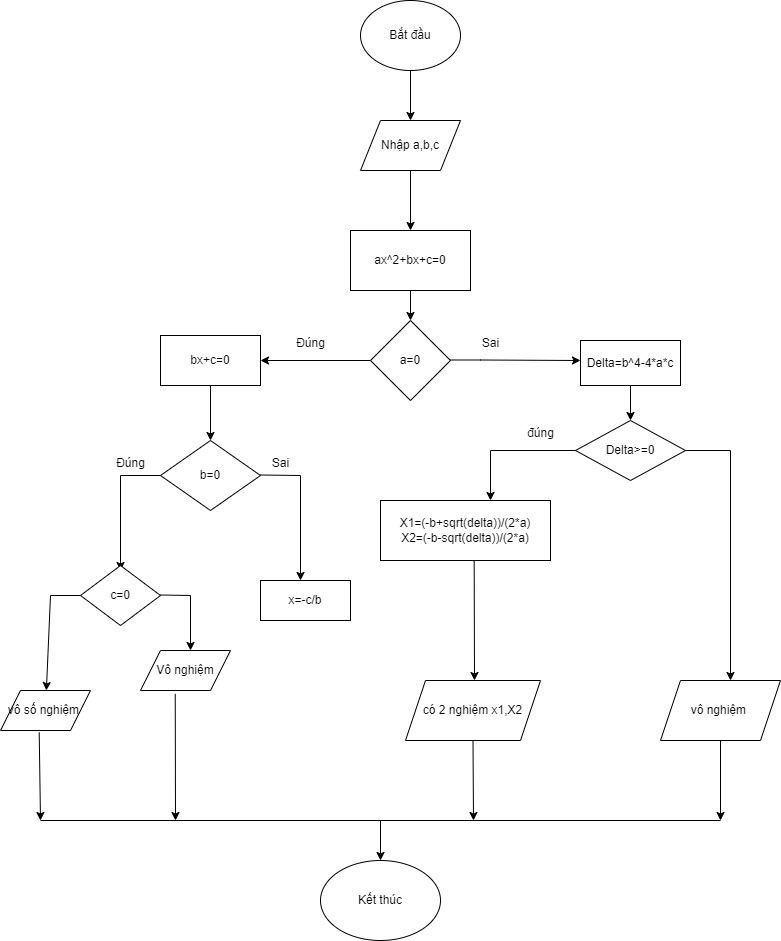 Bắt đầu
Nhập a,b,c
ax^2+bx+c=0
Đúng
Sai
bx+c=0
a=0
Delta=b^4-4*a*c
đúng
Delta>=0
Đúng
Sai
b=0
X1=(-b+sqrt(delta))/(2*a)
X2=(-b-sqrt(delta))/(2*a)
c=0
x=-c/b
Vô nghiệm
vô số nghiệm
có 2 nghiệm x1,X2
vô nghiệm
Kết thúc